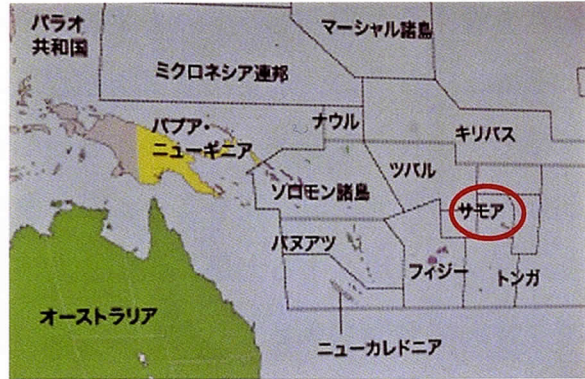 パラオ
共和国
マーシャル諸島
ミクロネシア連邦
パプア・
ニューギニア
ナウル
キリバス
ツバル
ソロモン諸島
サモア
バヌアツ
フィジー
トンガ
オーストラリア
ニューカレドニア